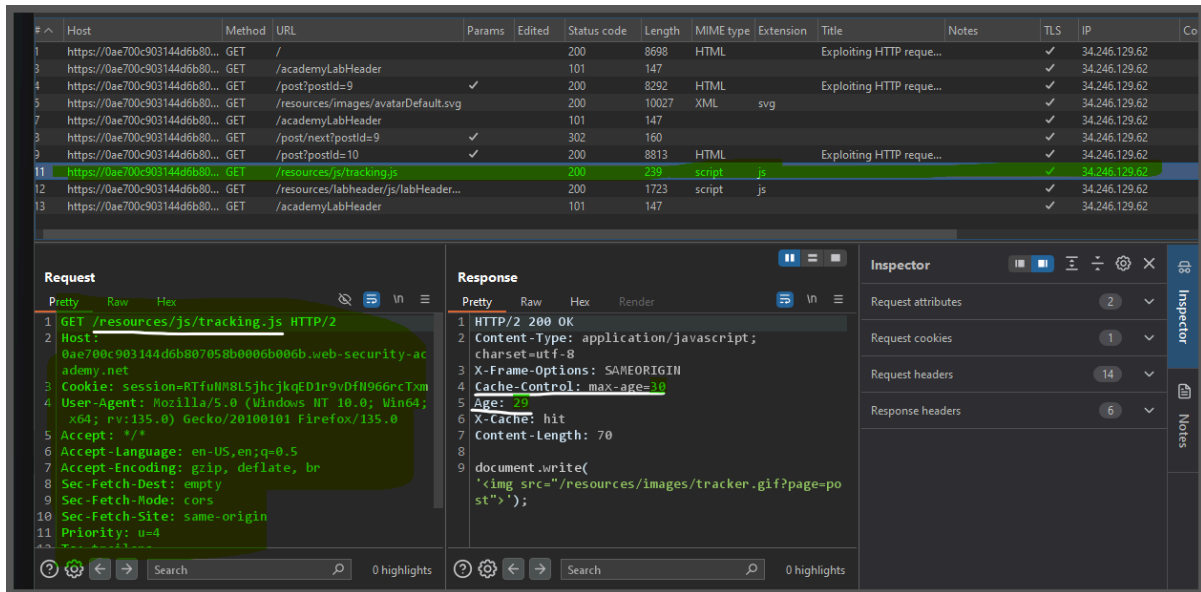 # Host Method URL Params Edited Status code Length MIME type Extension Title Notes TLS IP Co
1 https://0ae700c903144d6b80... GET / 200 8698 HTML Exploiting HTTP reque... ✓ 34.246.129.62
3 https://0ae700c903144d6b80... GET /academyLabHeader 101 147 ✓ 34.246.129.62
4 https://0ae700c903144d6b80... GET /post?postId=9 ✓ 200 8292 HTML Exploiting HTTP reque... ✓ 34.246.129.62
5 https://0ae700c903144d6b80... GET /resources/images/avatarDefault.svg 200 10027 XML svg ✓ 34.246.129.62
7 https://0ae700c903144d6b80... GET /academyLabHeader 101 147 ✓ 34.246.129.62
https://0ae700c903144d6b80... GET /post/next?postId=9 ✓ 302 160 ✓ 34.246.129.62
9 https://0ae700c903144d6b80... GET /post?postId=10 ✓ 200 8813 HTML Exploiting HTTP reque... ✓ 34.246.129.62
11 https://0ae700c903144d6b80... GET /resources/js/tracking.js 200 239 script js ✓ 34.246.129.62
12 https://0ae700c903144d6b80... GET /resources/labheader/js/labHeader... 200 1723 script js ✓ 34.246.129.62
13 https://0ae700c903144d6b80... GET /academyLabHeader 101 147 ✓ 34.246.129.62
Request
Pretty Raw Hex \n
1 GET /resources/js/tracking.js HTTP/2
2 Host:
0ae700c903144d6b807058b0006b006b.web-security-ac
ademy.net
3 Cookie: session=RTfuNM8L5jhcjkqED1r9vDfN966rcTxm
4 User-Agent: Mozilla/5.0 (Windows NT 10.0; Win64;
x64; rv:135.0) Gecko/20100101 Firefox/135.0
5 Accept: */*
6 Accept-Language: en-US,en;q=0.5
7 Accept-Encoding: gzip, deflate, br
8 Sec-Fetch-Dest: empty
9 Sec-Fetch-Mode: cors
10 Sec-Fetch-Site: same-origin
11 Priority: u=4
Search 0 highlights
Response
Pretty Raw Hex Render \n
1 HTTP/2 200 OK
2 Content-Type: application/javascript;
charset=utf-8
3 X-Frame-Options: SAMEORIGIN
4 Cache-Control: max-age=30
5 Age: 29
6 X-Cache: hit
7 Content-Length: 70
8
9 document.write(
'<img src="/resources/images/tracker.gif?page=po
st">');
Search 0 highlights
Inspector
Request attributes 2
Request cookies 1
Request headers 14
Response headers 6
Inspector
Notes